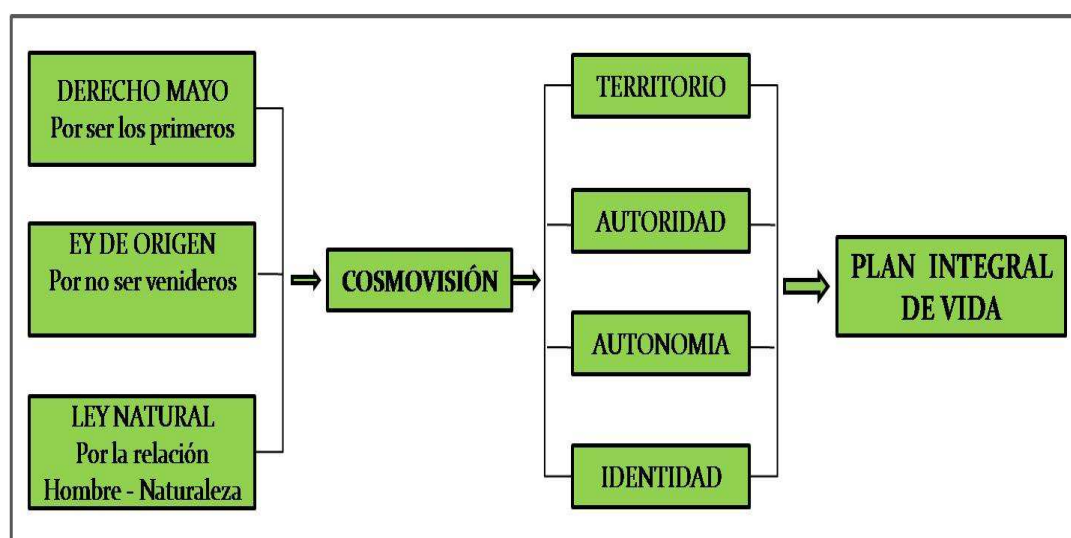 DERECHO MAYO
Por ser los primeros
EY DE ORIGEN
Por no ser venideros
LEY NATURAL
Por la relación
Hombre - Naturaleza
COSMOVISIÓN
TERRITORIO
AUTORIDAD
AUTONOMIA
IDENTIDAD
PLAN INTEGRAL
DE VIDA